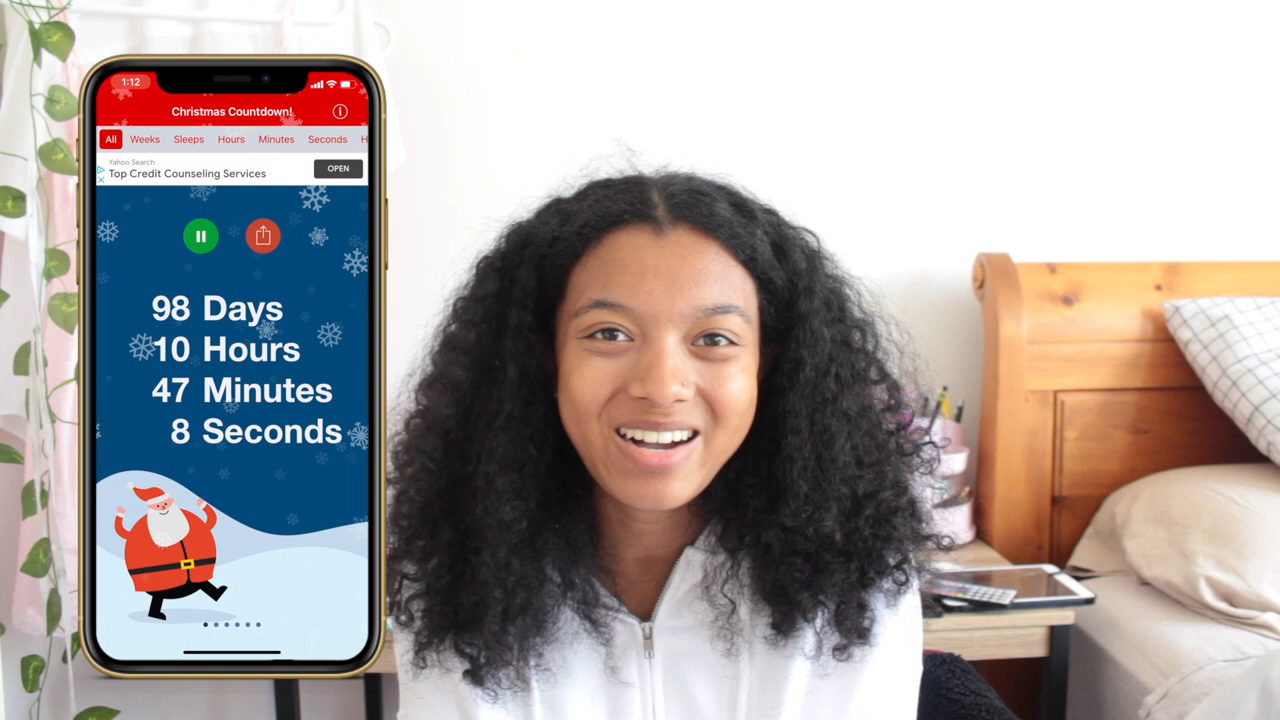 1:12
Christmas Countdown!
All Weeks Sleeps Hours Minutes Seconds H
Yahoo Search
Top Credit Counseling Services
OPEN
98 Days
10 Hours
47 Minutes
8 Seconds